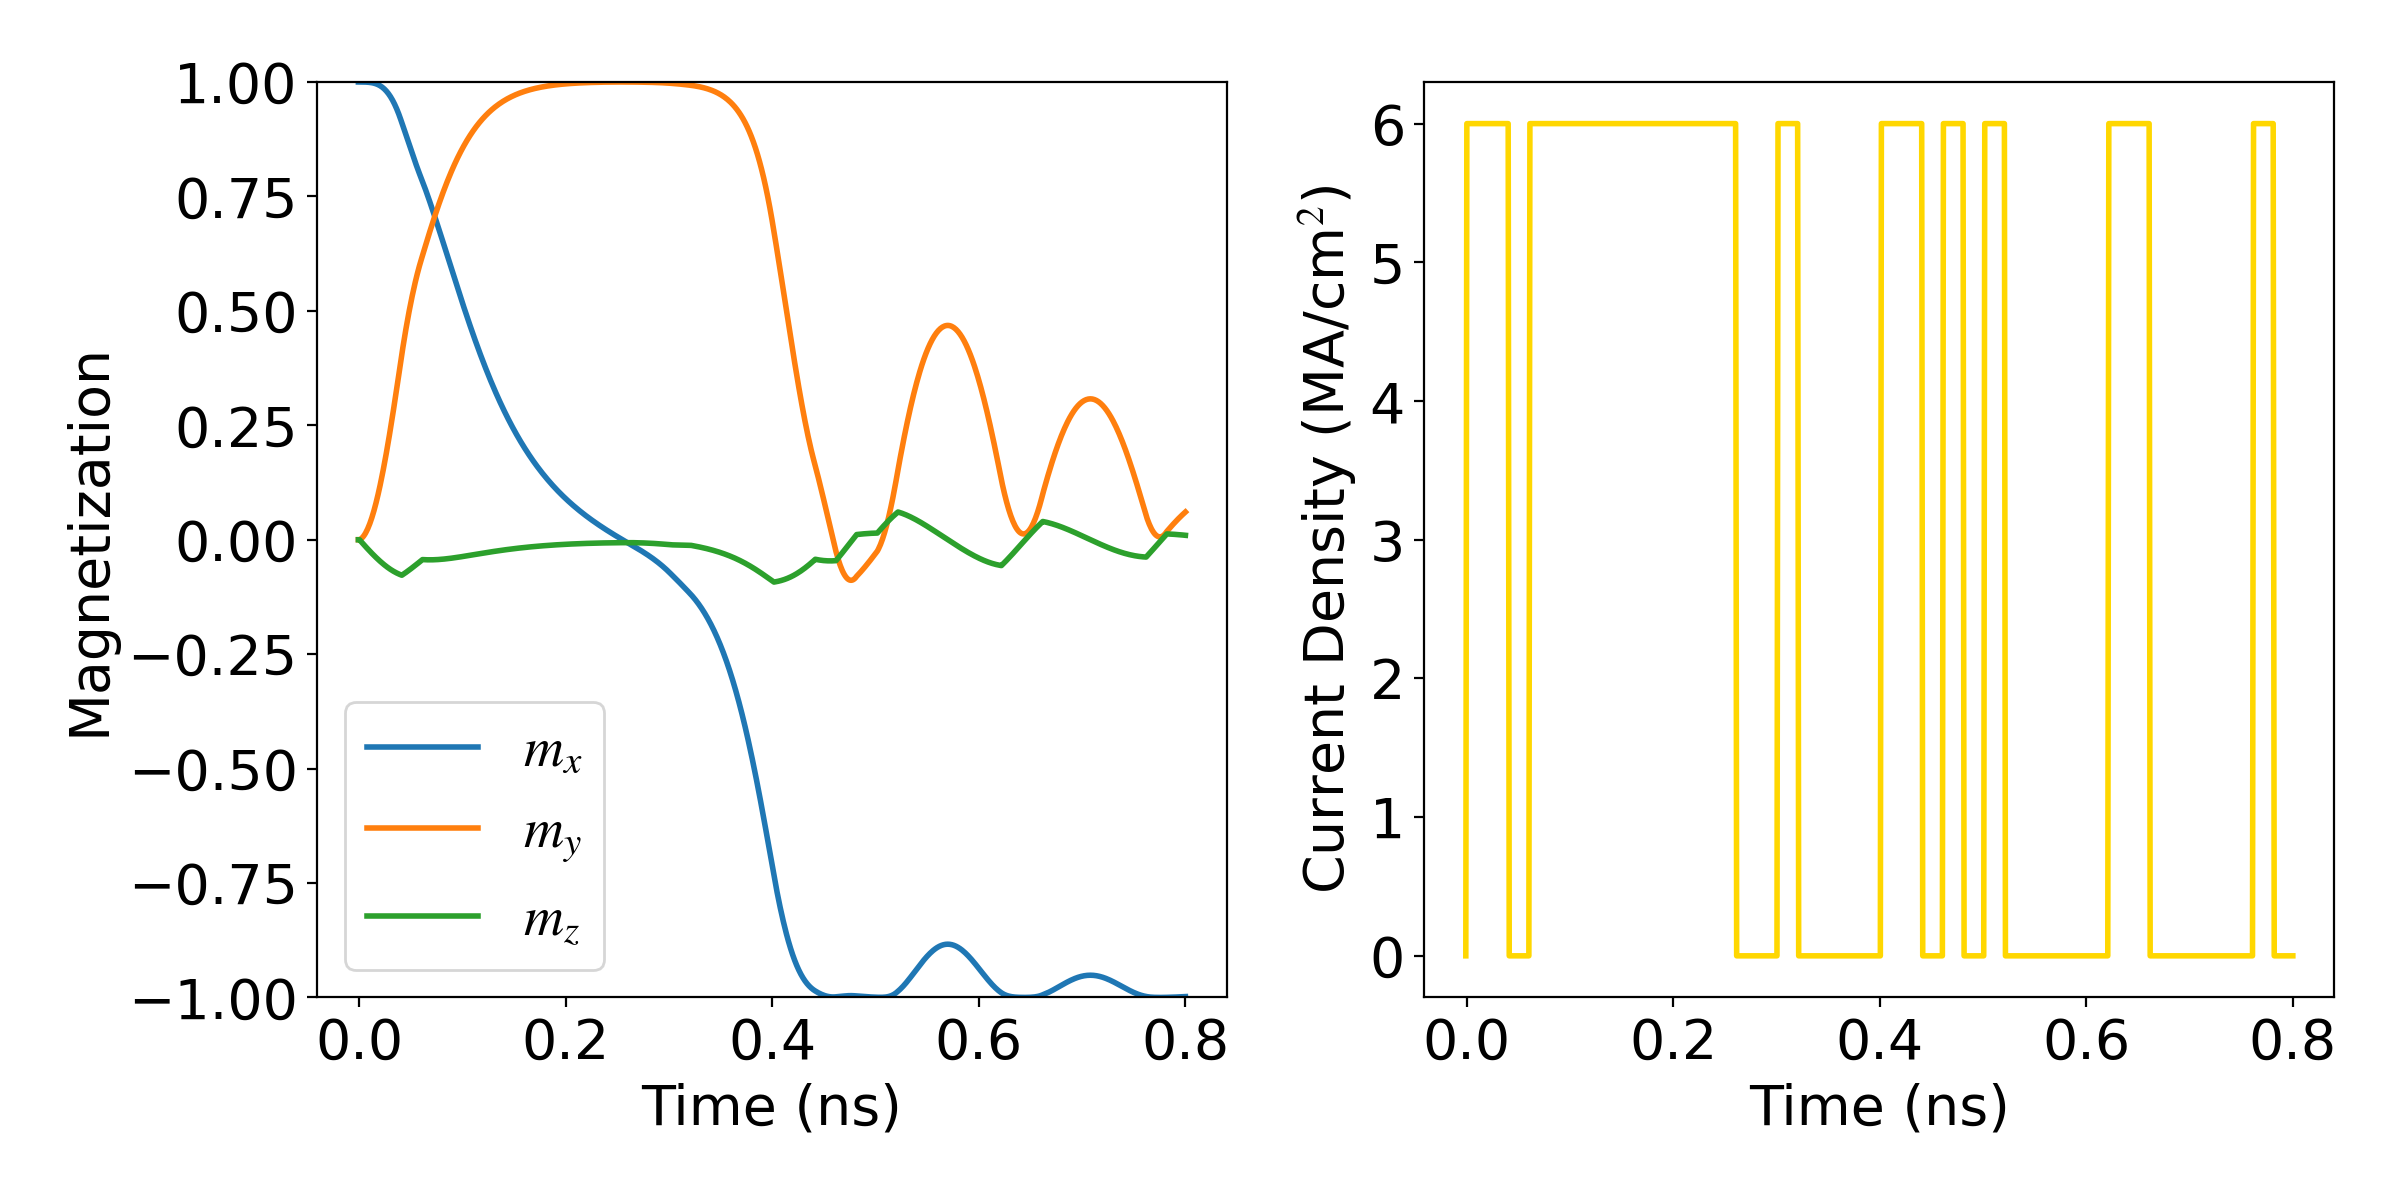 Magnetization
1.00
0.75
0.50
0.25
0.00
−0.25
−0.50
−0.75
−1.00
m_x
m_y
m_z
0.0 0.2 0.4 0.6 0.8
Time (ns)
Current Density (MA/cm²)
6
5
4
3
2
1
0
0.0 0.2 0.4 0.6 0.8
Time (ns)